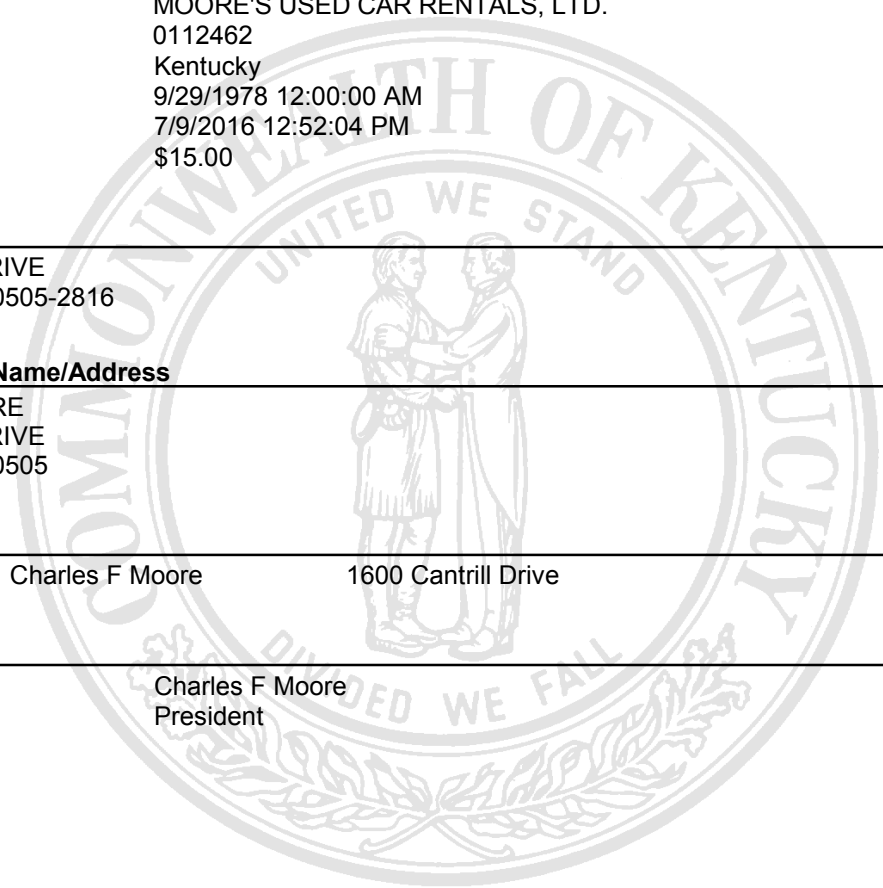 MOORE'S USED CAR RENTALS, LTD.
0112462
Kentucky
9/29/1978 12:00:00 AM
7/9/2016 12:52:04 PM
$15.00
RIVE
0505-2816
Name/Address
RE
RIVE
0505
Charles F Moore 1600 Cantrill Drive
Charles F Moore
President
COMMONWEALTH OF KENTUCKY
UNITED WE STAND
DIVIDED WE FALL